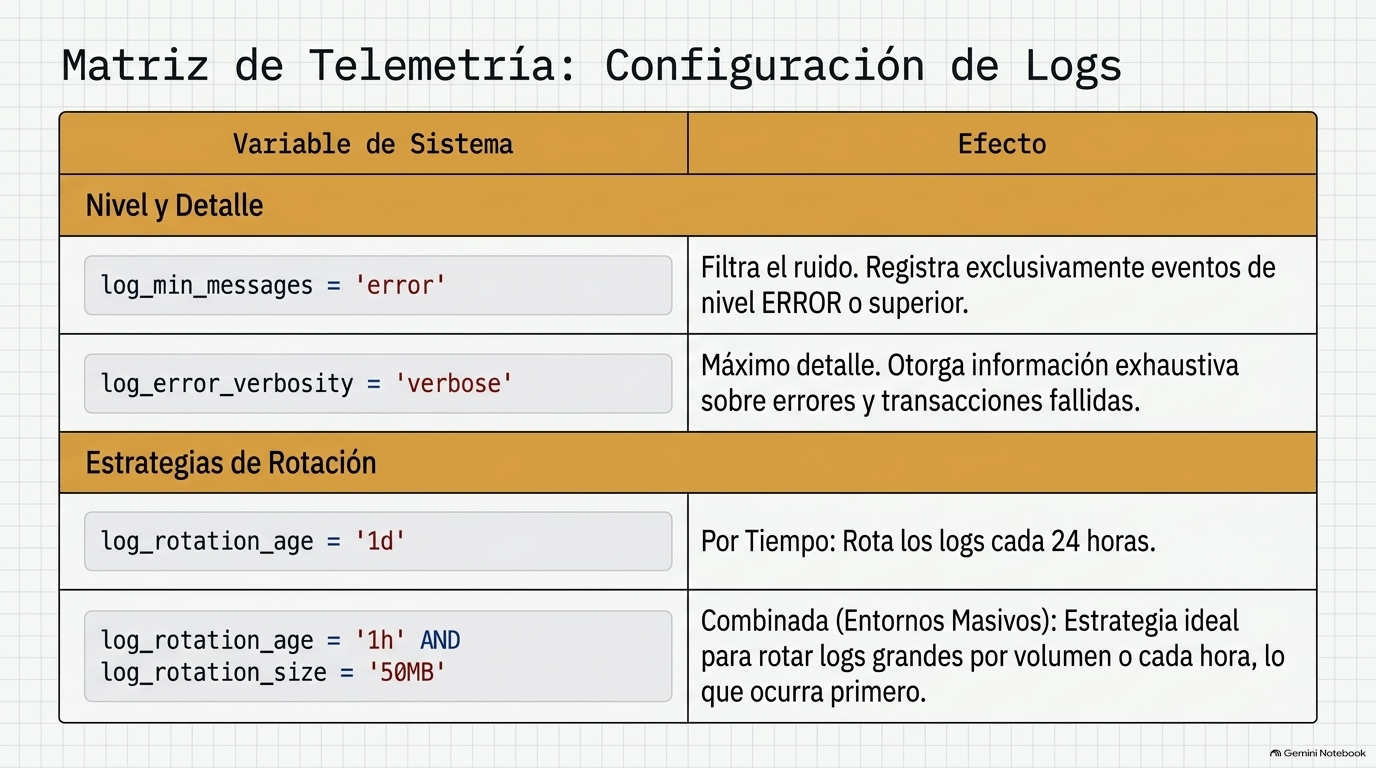 Matriz de Telemetría: Configuración de Logs
Variable de Sistema
Efecto
Nivel y Detalle
log_min_messages = 'error'
Filtra el ruido. Registra exclusivamente eventos de
nivel ERROR o superior.
log_error_verbosity = 'verbose'
Máximo detalle. Otorga información exhaustiva
sobre errores y transacciones fallidas.
Estrategias de Rotación
log_rotation_age = '1d'
Por Tiempo: Rota los logs cada 24 horas.
log_rotation_age = '1h' AND
log_rotation_size = '50MB'
Combinada (Entornos Masivos): Estrategia ideal
para rotar logs grandes por volumen o cada hora, lo
que ocurra primero.
Gemini Notebook